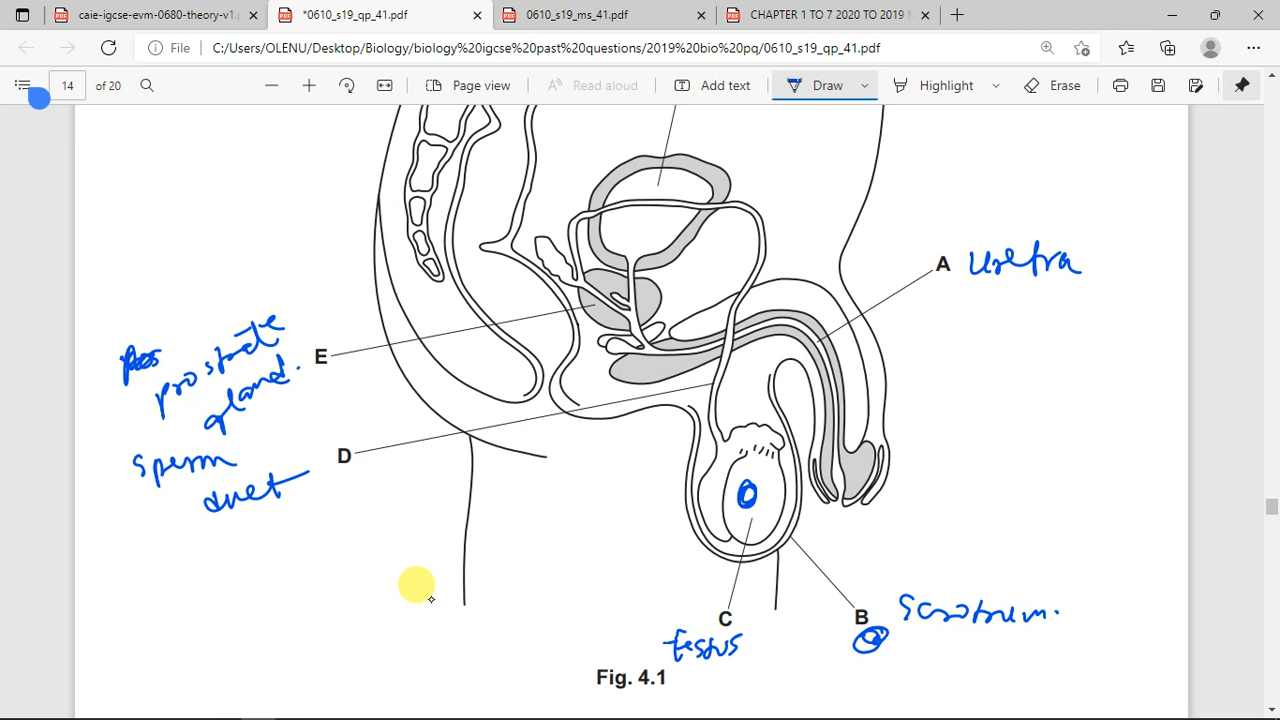 caie-igcse-evm-0680-theory-v1.p
*0610_s19_qp_41.pdf
0610_s19_ms_41.pdf
CHAPTER 1 TO 7 2020 TO 2019 M
File
C:/Users/OLENU/Desktop/Biology/biology%20igcse%20past%20questions/2019%20bio%20pq/0610_s19_qp_41.pdf
14 of 20
Page view
Read aloud
Add text
Draw
Highlight
Erase
A uretra
E
prostate
gland.
D
sperm
duct
C
testus
B
Fig. 4.1